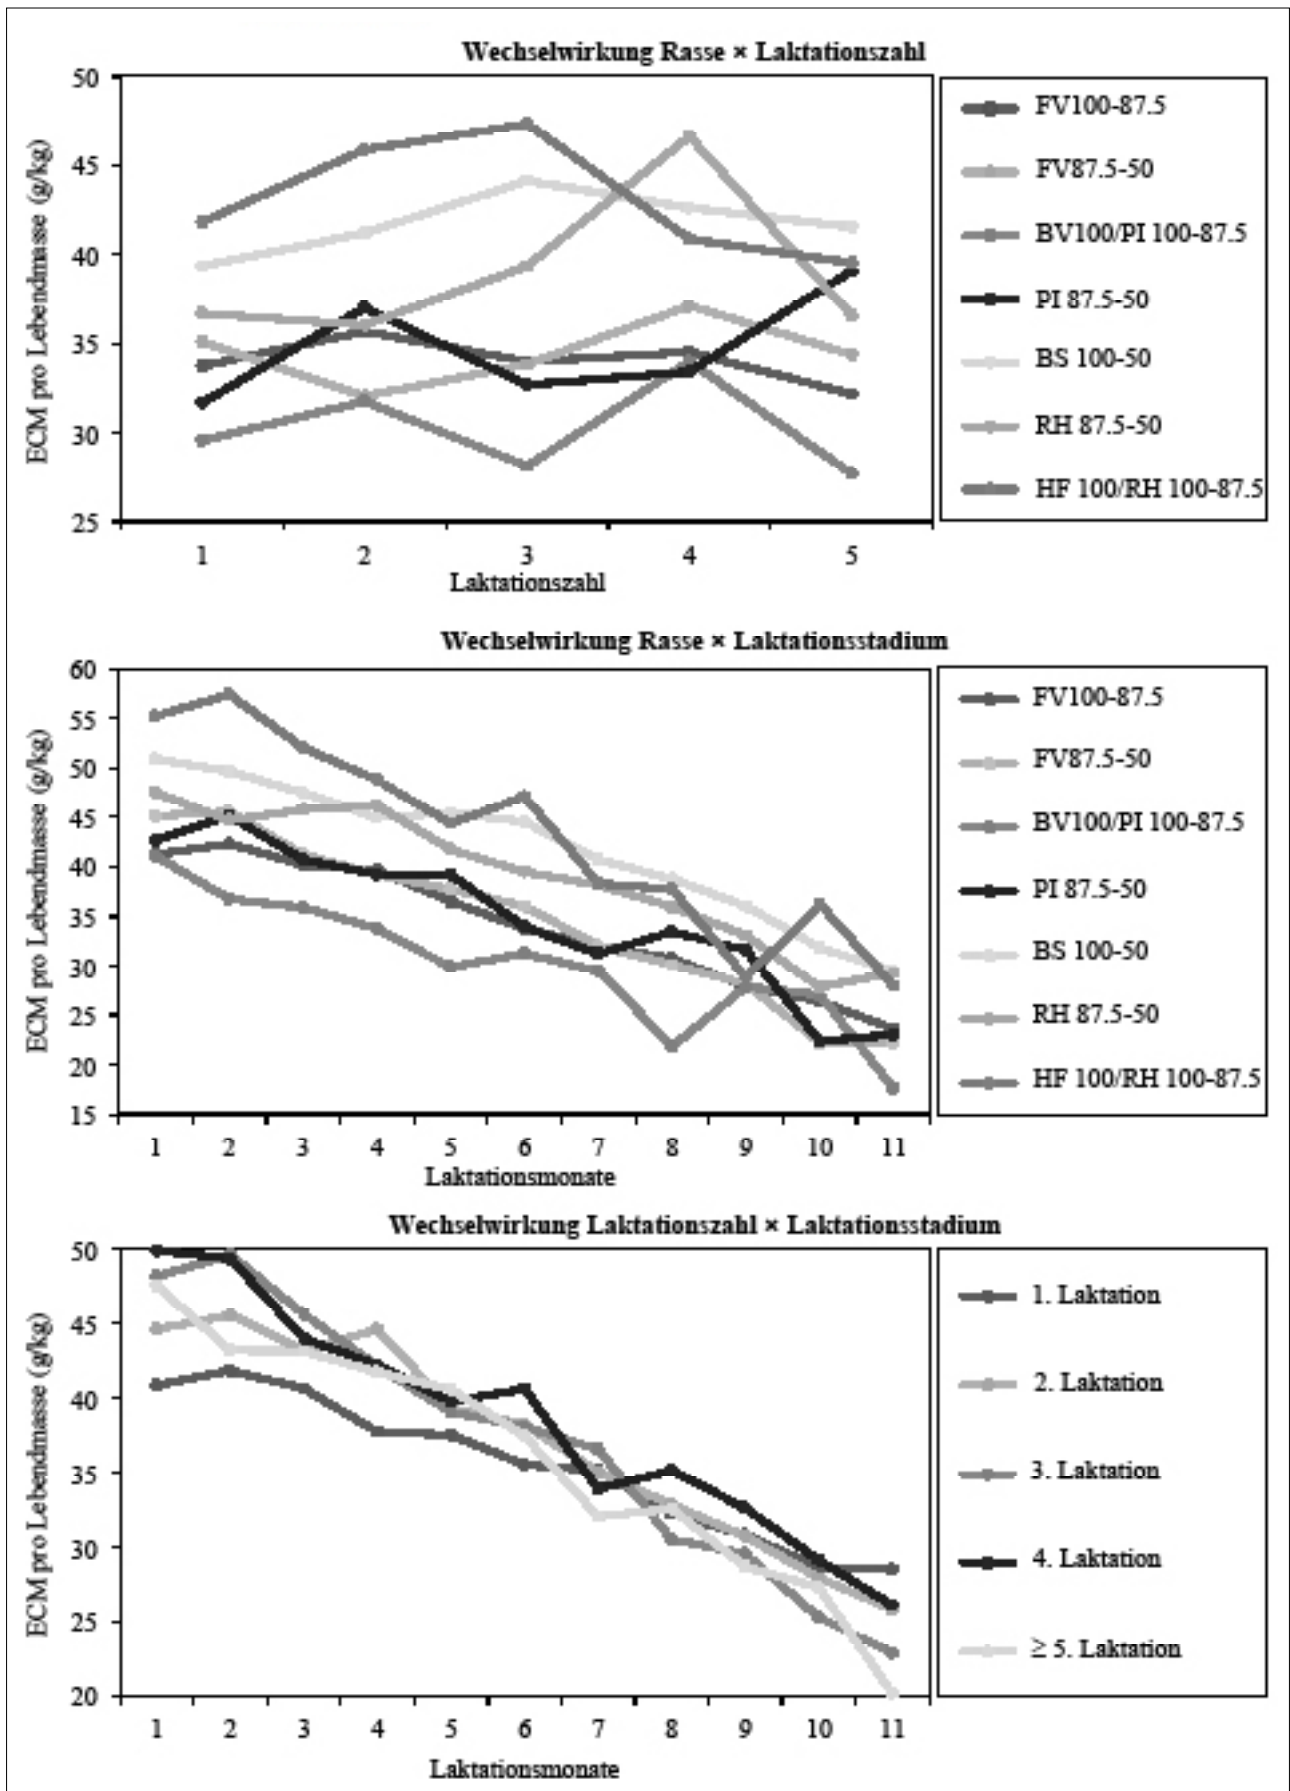 Wechselwirkung Rasse × Laktationszahl
ECM pro Lebendmasse (g/kg)
50
45
40
35
30
25
1 2 3 4 5
Laktationszahl
FV100-87.5
FV87.5-50
BV100/PI 100-87.5
PI 87.5-50
BS 100-50
RH 87.5-50
HF 100/RH 100-87.5
Wechselwirkung Rasse × Laktationsstadium
ECM pro Lebendmasse (g/kg)
60
55
50
45
40
35
30
25
20
15
1 2 3 4 5 6 7 8 9 10 11
Laktationsmonate
FV100-87.5
FV87.5-50
BV100/PI 100-87.5
PI 87.5-50
BS 100-50
RH 87.5-50
HF 100/RH 100-87.5
Wechselwirkung Laktationszahl × Laktationsstadium
ECM pro Lebendmasse (g/kg)
50
45
40
35
30
25
20
1 2 3 4 5 6 7 8 9 10 11
Laktationsmonate
1. Laktation
2. Laktation
3. Laktation
4. Laktation
≥ 5. Laktation